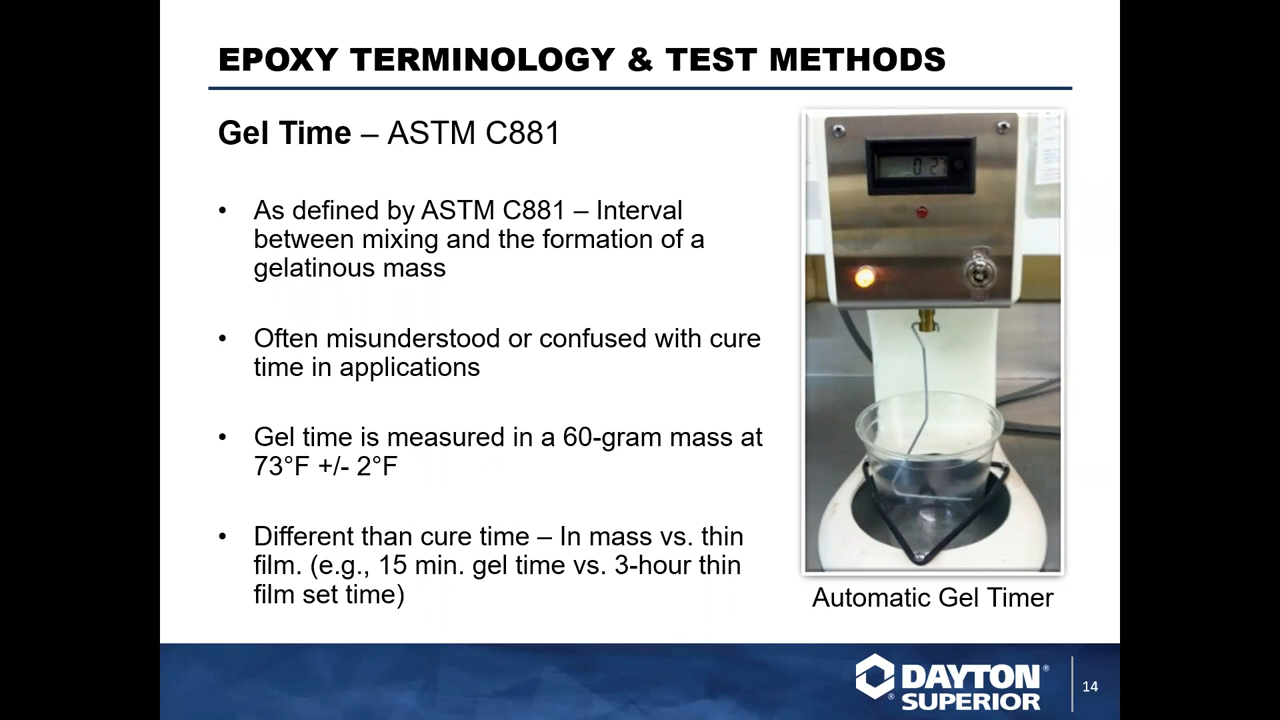 EPOXY TERMINOLOGY & TEST METHODS
Gel Time – ASTM C881
• As defined by ASTM C881 – Interval
between mixing and the formation of a
gelatinous mass
• Often misunderstood or confused with cure
time in applications
• Gel time is measured in a 60-gram mass at
73°F +/- 2°F
• Different than cure time – In mass vs. thin
film. (e.g., 15 min. gel time vs. 3-hour thin
film set time)
Automatic Gel Timer
DAYTON®
®SUPERIOR
14